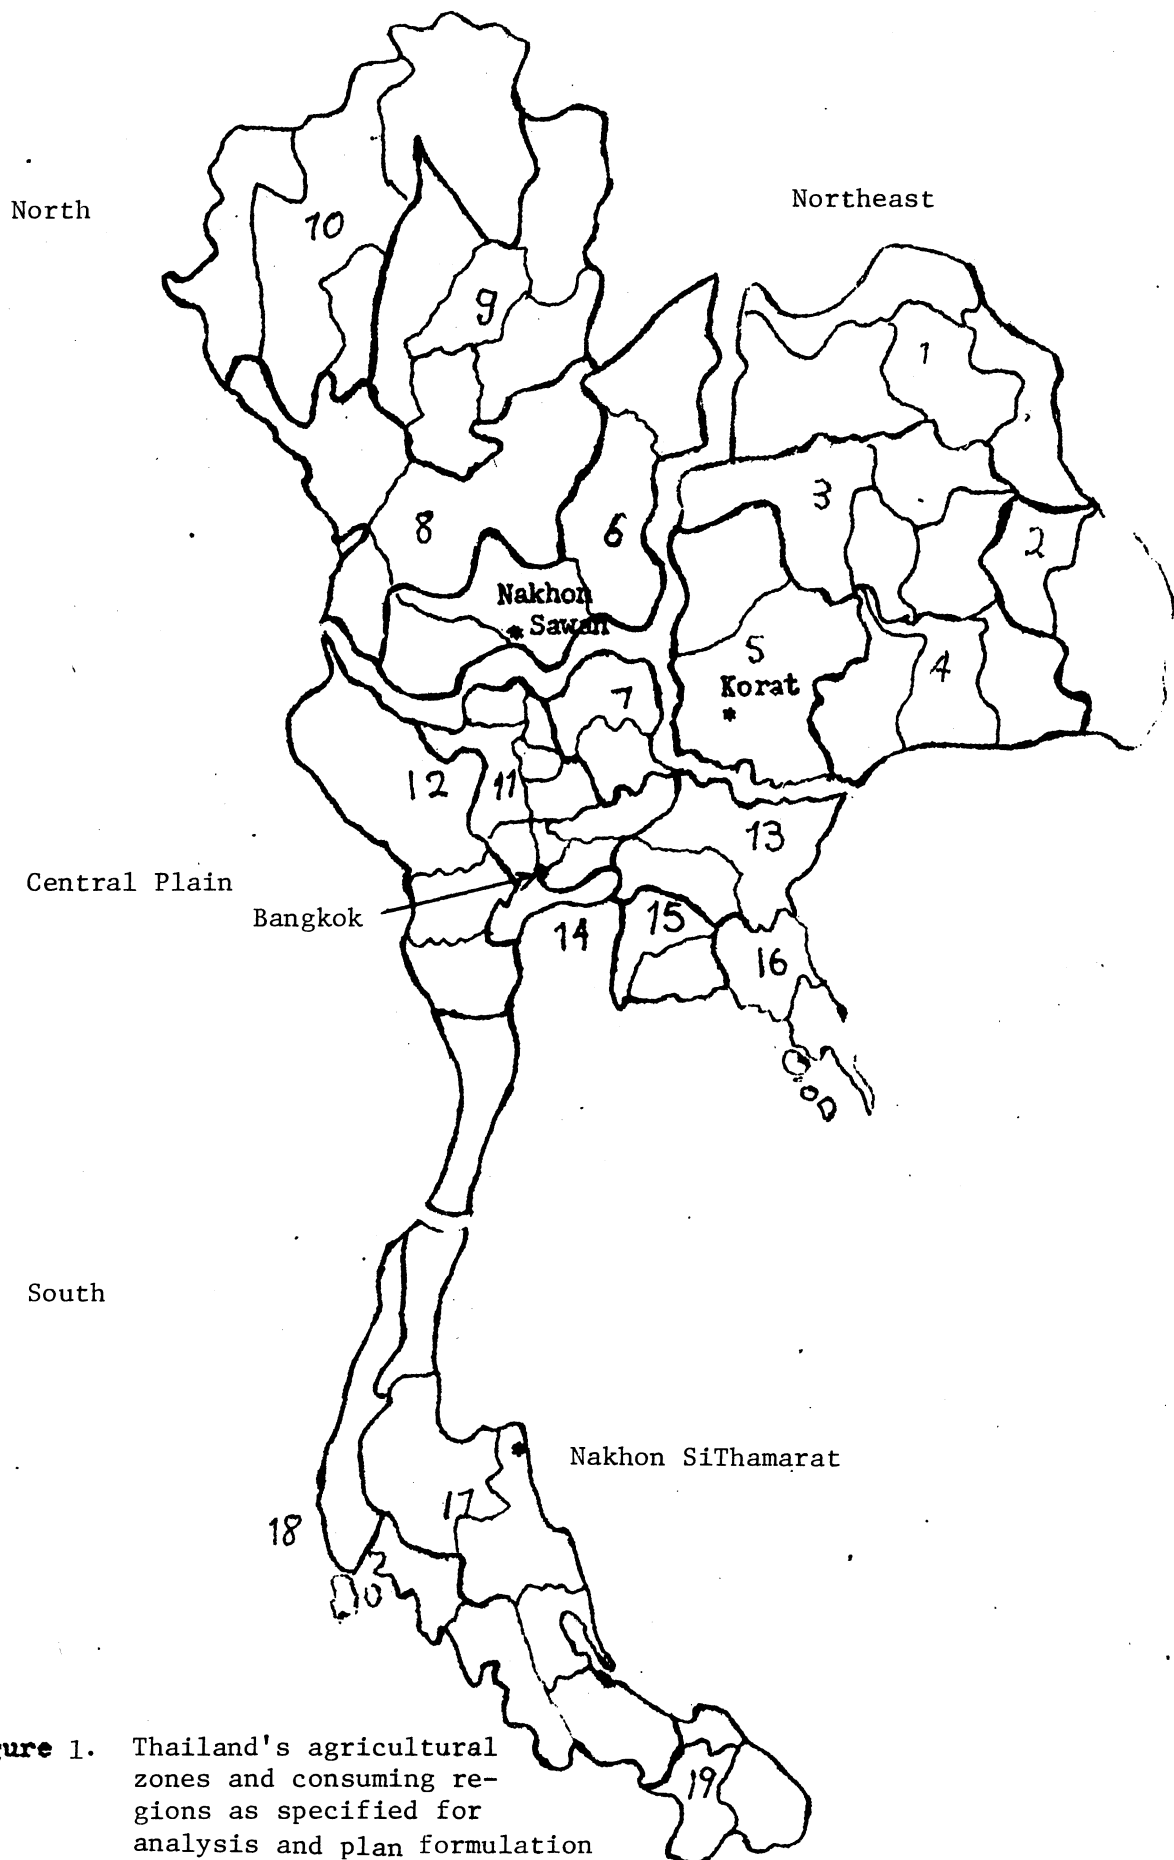 North
Northeast
10
9
1
3
8
6
2
Nakhon
* Sawan
5
4
Korat
*
7
12
11
13
Central Plain
Bangkok
14
15
16
South
* Nakhon SiThamarat
17
18
19
gure 1. Thailand's agricultural
zones and consuming re-
gions as specified for
analysis and plan formulation